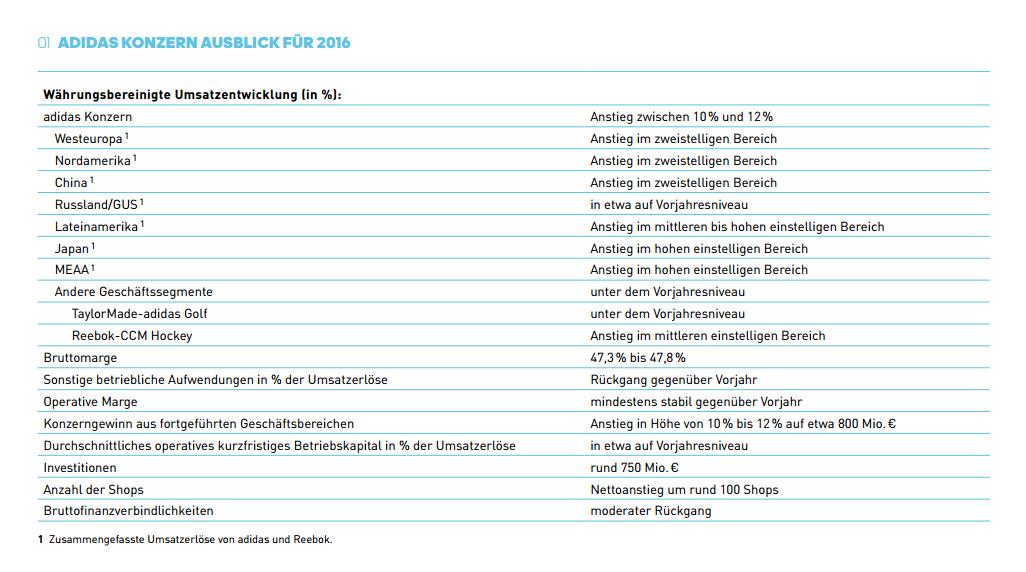 01 ADIDAS KONZERN AUSBLICK FÜR 2016
Währungsbereinigte Umsatzentwicklung (in %):
adidas Konzern Anstieg zwischen 10 % und 12 %
Westeuropa 1 Anstieg im zweistelligen Bereich
Nordamerika 1 Anstieg im zweistelligen Bereich
China 1 Anstieg im zweistelligen Bereich
Russland/GUS 1 in etwa auf Vorjahresniveau
Lateinamerika 1 Anstieg im mittleren bis hohen einstelligen Bereich
Japan 1 Anstieg im hohen einstelligen Bereich
MEAA 1 Anstieg im hohen einstelligen Bereich
Andere Geschäftssegmente unter dem Vorjahresniveau
TaylorMade-adidas Golf unter dem Vorjahresniveau
Reebok-CCM Hockey Anstieg im mittleren einstelligen Bereich
Bruttomarge 47,3 % bis 47,8 %
Sonstige betriebliche Aufwendungen in % der Umsatzerlöse Rückgang gegenüber Vorjahr
Operative Marge mindestens stabil gegenüber Vorjahr
Konzerngewinn aus fortgeführten Geschäftsbereichen Anstieg in Höhe von 10 % bis 12 % auf etwa 800 Mio. €
Durchschnittliches operatives kurzfristiges Betriebskapital in % der Umsatzerlöse in etwa auf Vorjahresniveau
Investitionen rund 750 Mio. €
Anzahl der Shops Nettoanstieg um rund 100 Shops
Bruttofinanzverbindlichkeiten moderater Rückgang
1 Zusammengefasste Umsatzerlöse von adidas und Reebok.